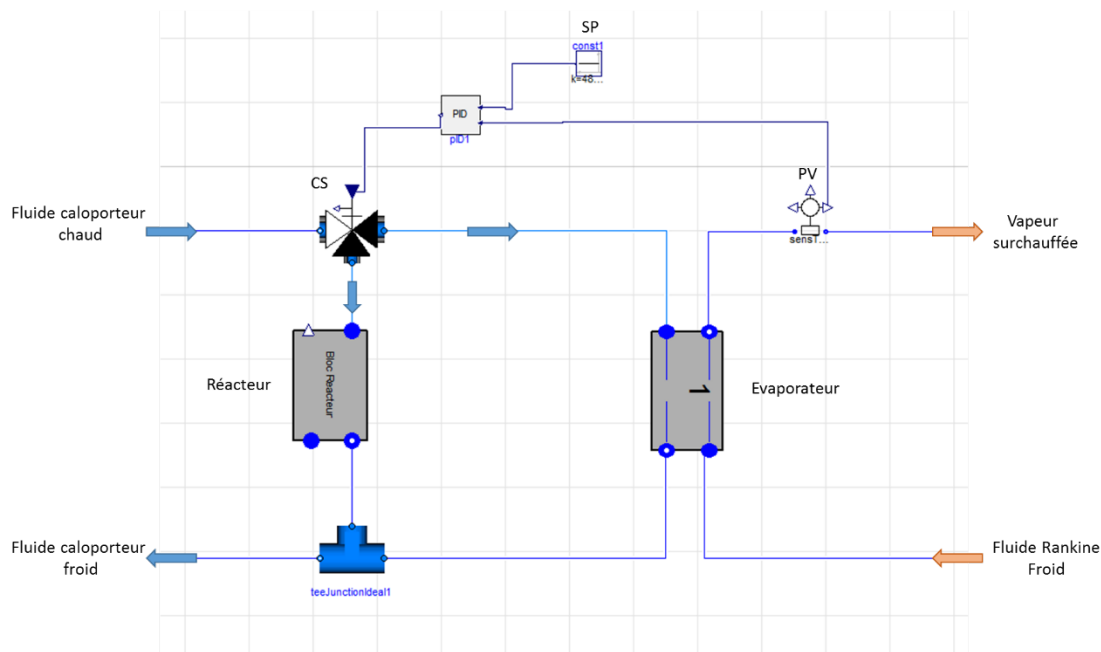 SP
const1
k=48...
PID
pID1
CS
PV
Fluide caloporteur
chaud
Vapeur
surchauffée
sens1...
Bloc Reacteur
Réacteur
1
Evaporateur
Fluide caloporteur
froid
Fluide Rankine
Froid
teeJunctionIdeal1